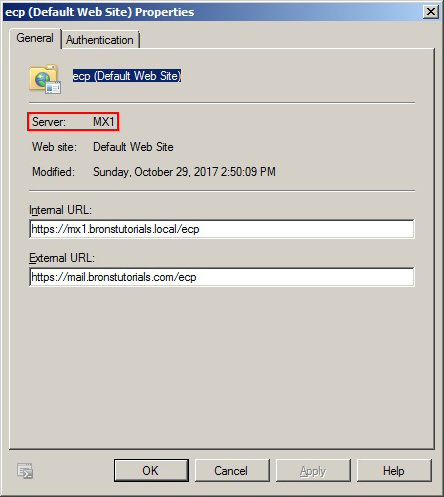 ecp (Default Web Site) Properties
General Authentication
ecp (Default Web Site)
Server: MX1
Web site: Default Web Site
Modified: Sunday, October 29, 2017 2:50:09 PM
Internal URL:
https://mx1.bronstutorials.local/ecp
External URL:
https://mail.bronstutorials.com/ecp
OK Cancel Apply Help